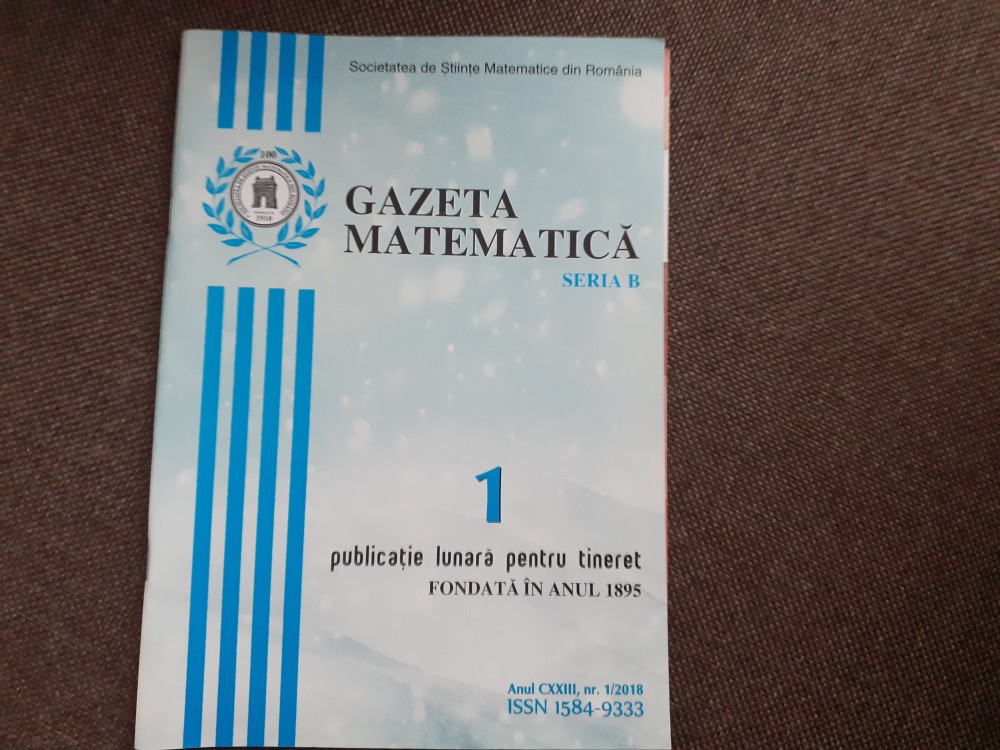 Societatea de Științe Matematice din România
100
GAZETA
MATEMATICĂ
SERIA B
1
publicație lunară pentru tineret
FONDATĂ ÎN ANUL 1895
Anul CXXIII, nr. 1/2018
ISSN 1584-9333